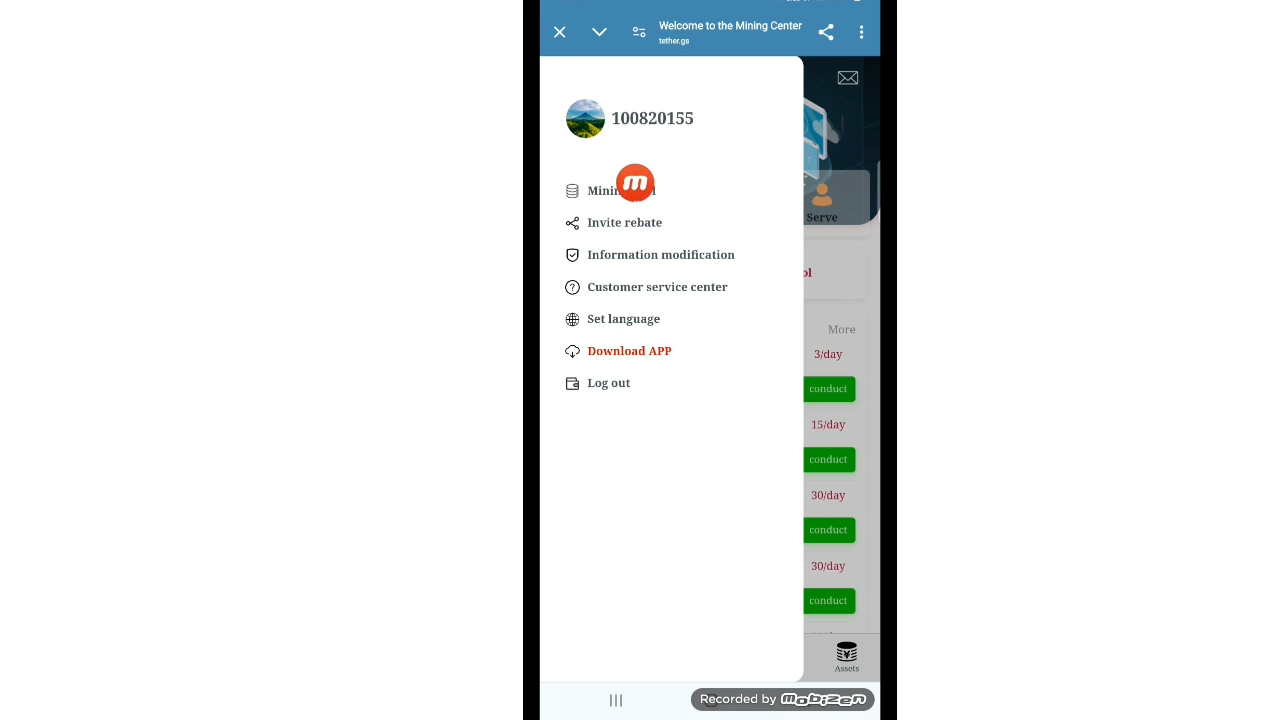 Welcome to the Mining Center
tether.gs
100820155
Invite rebate
Serve
Information modification
Customer service center
Set language
More
Download APP
3/day
Log out
conduct
15/day
conduct
30/day
conduct
30/day
conduct
Assets
Recorded by mobizen